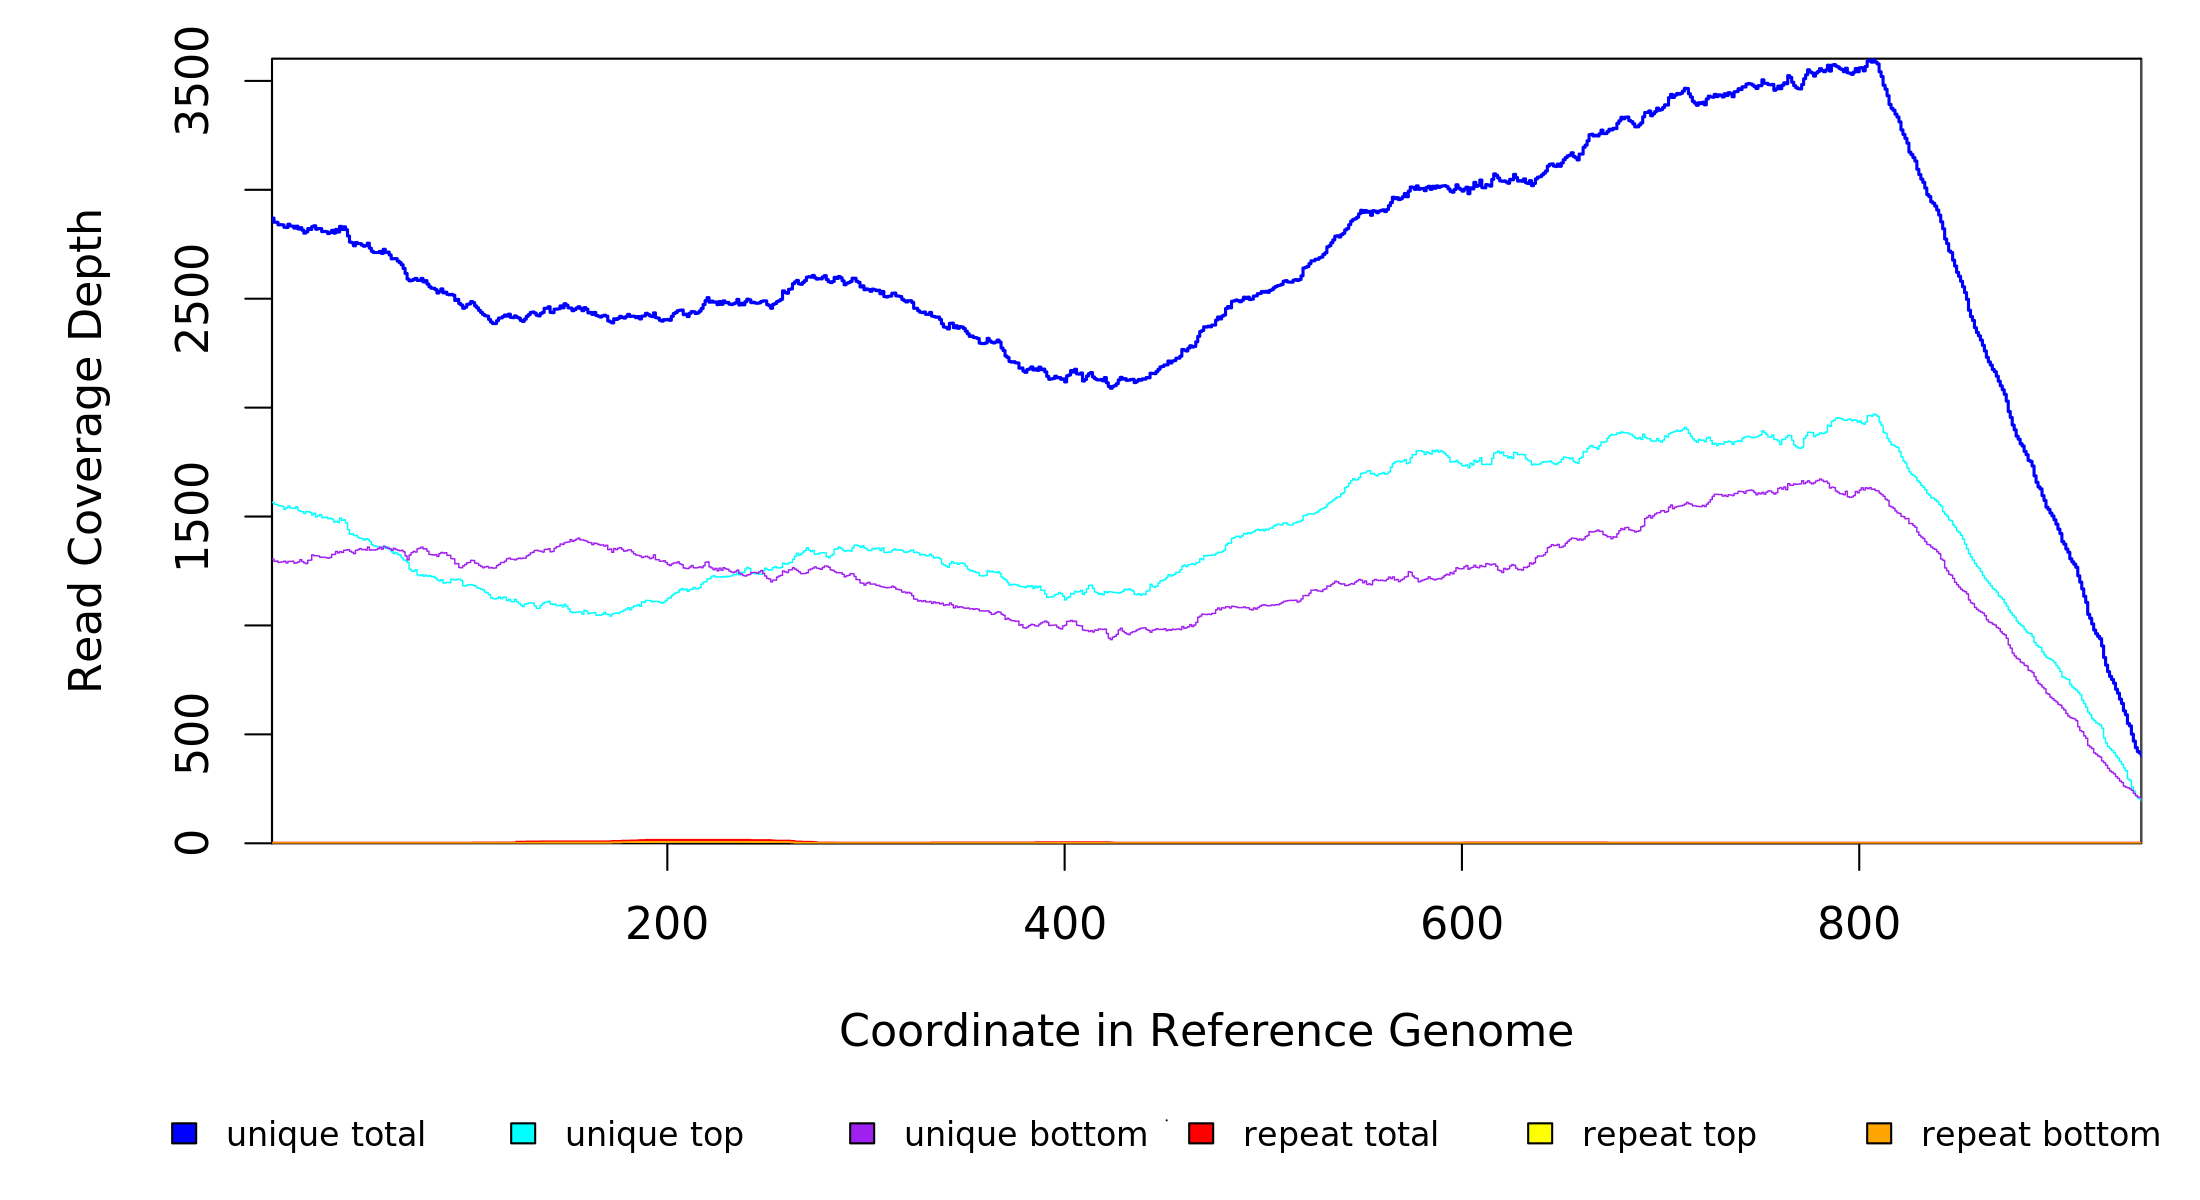 Read Coverage Depth
3500
2500
1500
500
0
200 400 600 800
Coordinate in Reference Genome
unique total unique top unique bottom repeat total repeat top repeat bottom